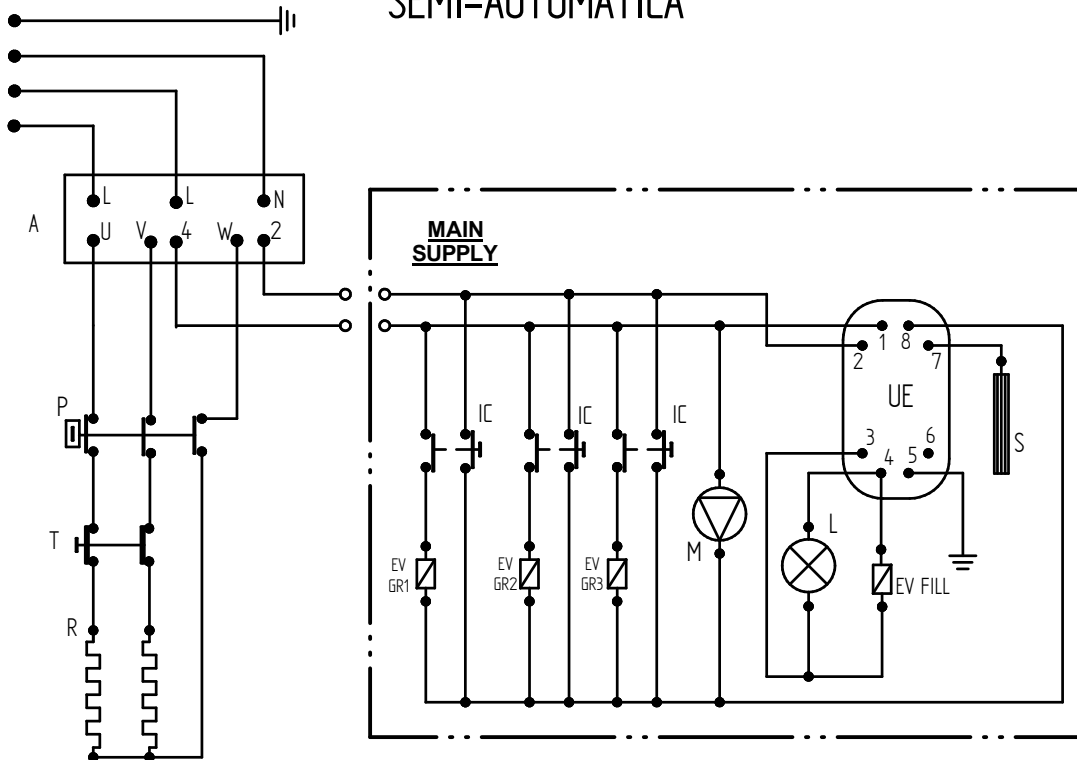 SEMI-AUTOMATICA
L L N
A
U V 4 W 2
MAIN
SUPPLY
1 8
2 7
UE
P
IC IC IC
3 6
4 5
S
T
L
M
EV
GR1
EV
GR2
EV
GR3
EV FILL
R